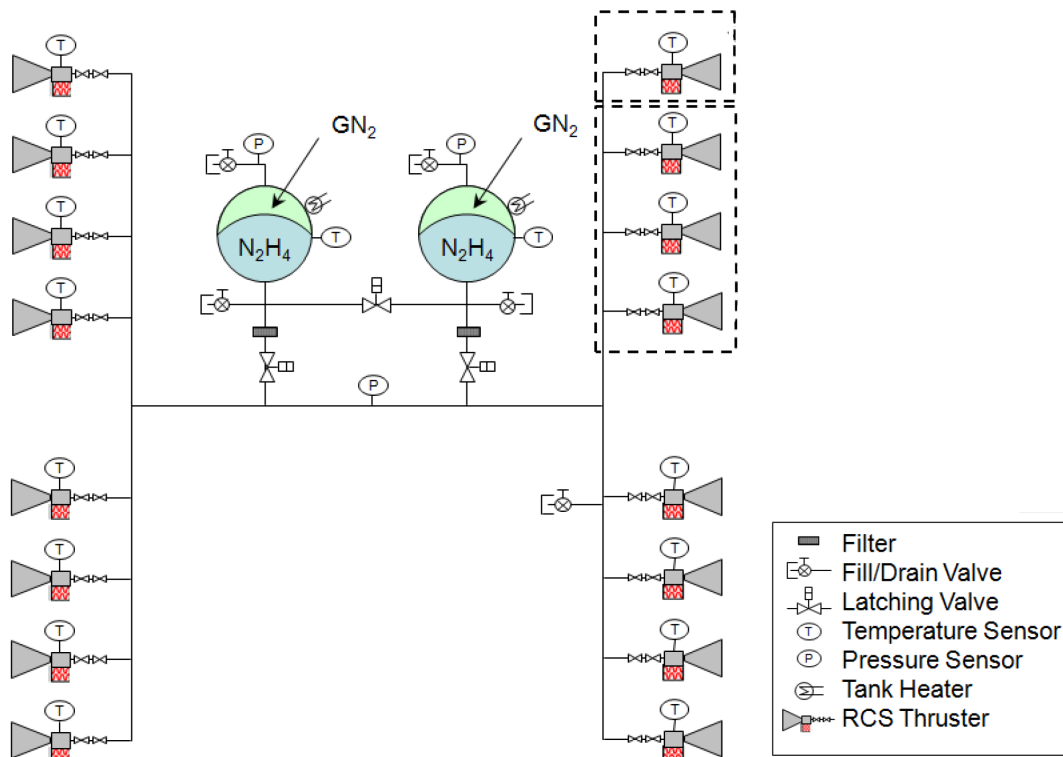 T
T
T
T
T
T
T
T
P
GN₂
P
GN₂
T
T
N₂H₄
N₂H₄
P
T
T
T
T
T
T
T
T
Filter
Fill/Drain Valve
Latching Valve
T Temperature Sensor
P Pressure Sensor
Tank Heater
RCS Thruster